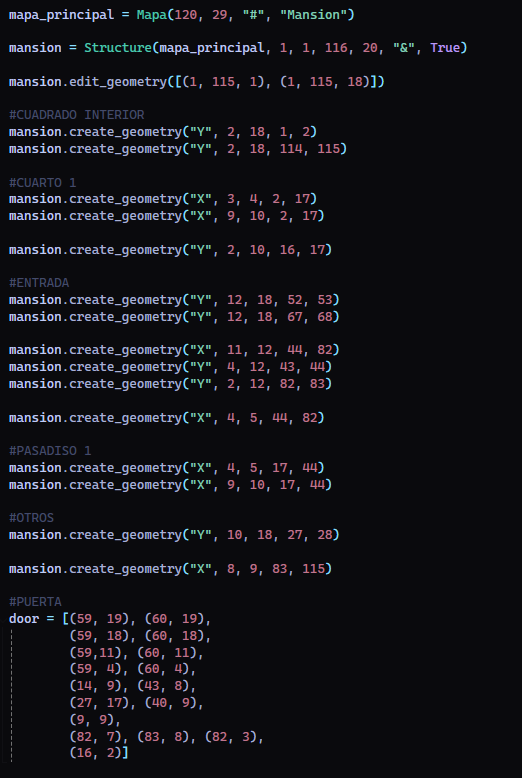 mapa_principal = Mapa(120, 29, "#", "Mansion")
mansion = Structure(mapa_principal, 1, 1, 116, 20, "&", True)
mansion.edit_geometry([(1, 115, 1), (1, 115, 18)])
#CUADRADO INTERIOR
mansion.create_geometry("Y", 2, 18, 1, 2)
mansion.create_geometry("Y", 2, 18, 114, 115)
#CUARTO 1
mansion.create_geometry("X", 3, 4, 2, 17)
mansion.create_geometry("X", 9, 10, 2, 17)
mansion.create_geometry("Y", 2, 10, 16, 17)
#ENTRADA
mansion.create_geometry("Y", 12, 18, 52, 53)
mansion.create_geometry("Y", 12, 18, 67, 68)
mansion.create_geometry("X", 11, 12, 44, 82)
mansion.create_geometry("Y", 4, 12, 43, 44)
mansion.create_geometry("Y", 2, 12, 82, 83)
mansion.create_geometry("X", 4, 5, 44, 82)
#PASADISO 1
mansion.create_geometry("X", 4, 5, 17, 44)
mansion.create_geometry("X", 9, 10, 17, 44)
#OTROS
mansion.create_geometry("Y", 10, 18, 27, 28)
mansion.create_geometry("X", 8, 9, 83, 115)
#PUERTA
door = [(59, 19), (60, 19),
(59, 18), (60, 18),
(59,11), (60, 11),
(59, 4), (60, 4),
(14, 9), (43, 8),
(27, 17), (40, 9),
(9, 9),
(82, 7), (83, 8), (82, 3),
(16, 2)]